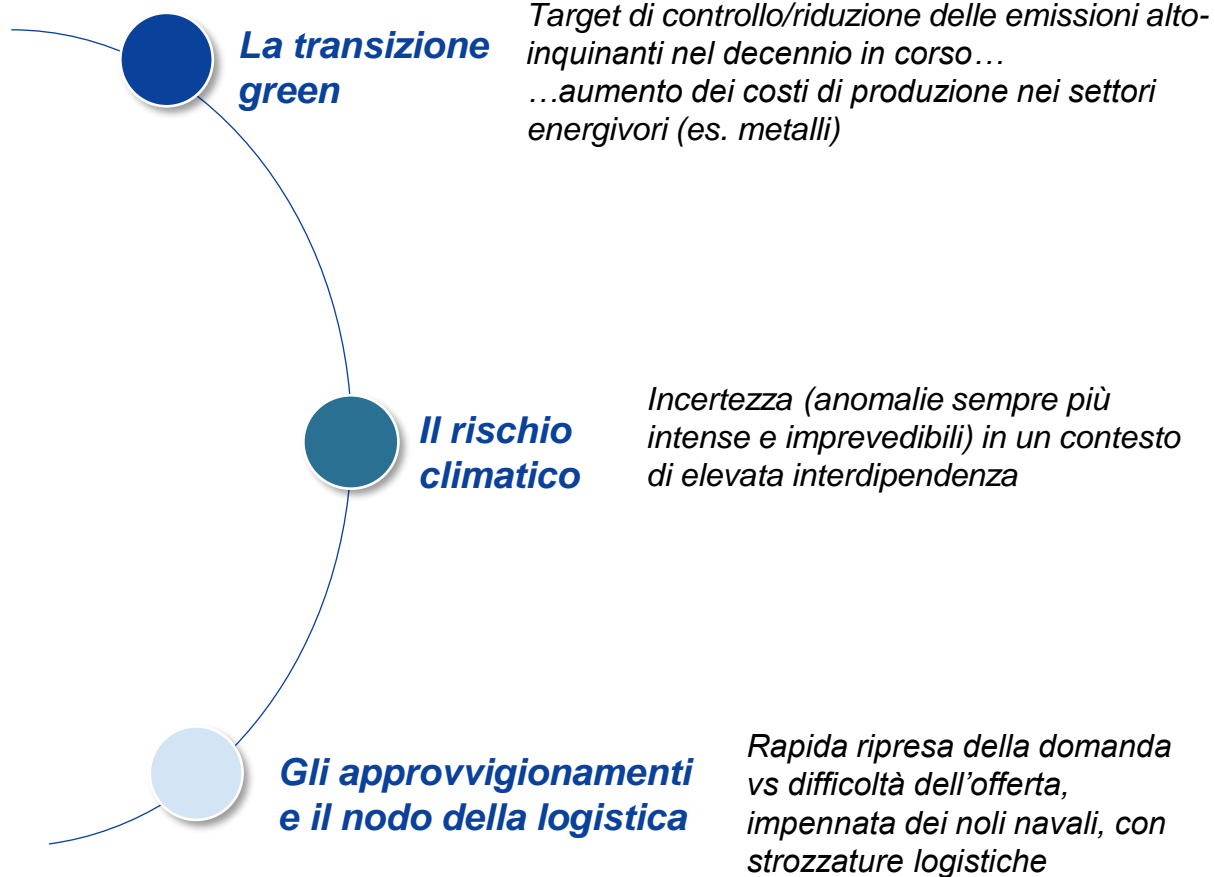 La transizione
green
Target di controllo/riduzione delle emissioni alto-
inquinanti nel decennio in corso…
…aumento dei costi di produzione nei settori
energivori (es. metalli)
Il rischio
climatico
Incertezza (anomalie sempre più
intense e imprevedibili) in un contesto
di elevata interdipendenza
Gli approvvigionamenti
e il nodo della logistica
Rapida ripresa della domanda
vs difficoltà dell’offerta,
impennata dei noli navali, con
strozzature logistiche